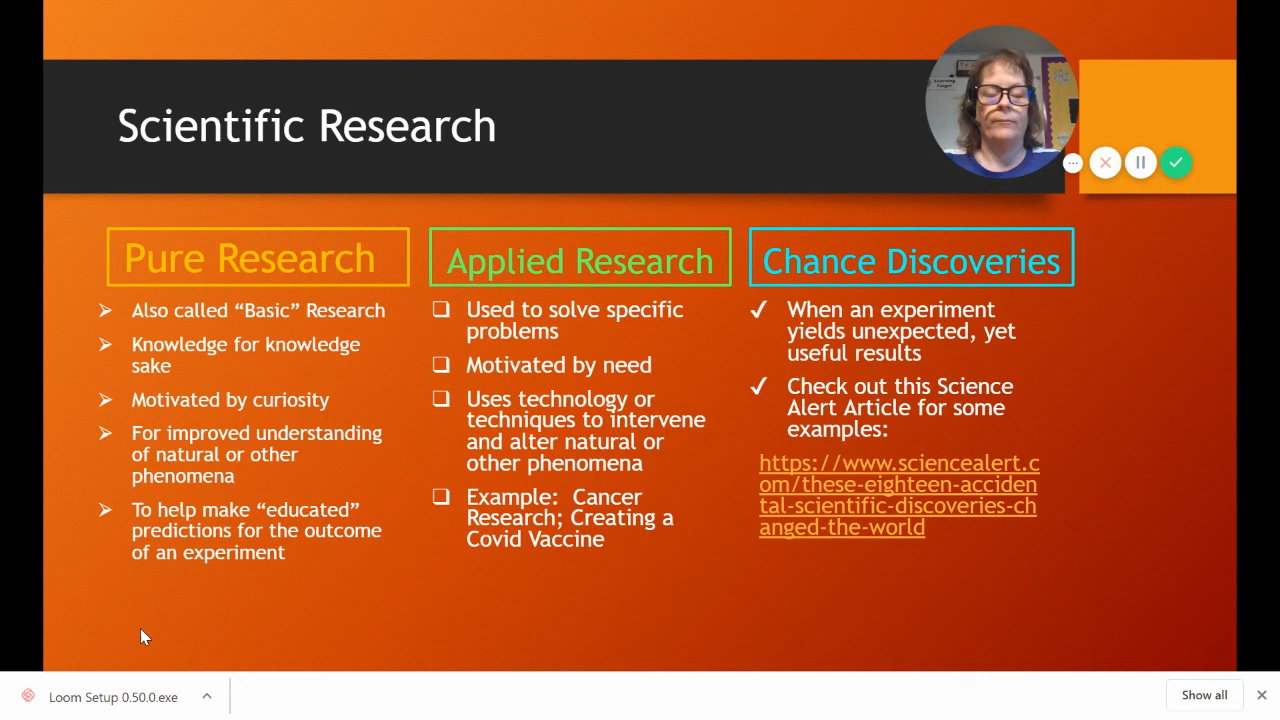 Scientific Research
Pure Research
Also called “Basic” Research
Knowledge for knowledge
sake
Motivated by curiosity
For improved understanding
of natural or other
phenomena
To help make “educated”
predictions for the outcome
of an experiment
Applied Research
Used to solve specific
problems
Motivated by need
Uses technology or
techniques to intervene
and alter natural or
other phenomena
Example: Cancer
Research; Creating a
Covid Vaccine
Chance Discoveries
When an experiment
yields unexpected, yet
useful results
Check out this Science
Alert Article for some
examples:
https://www.sciencealert.c
om/these-eighteen-acciden
tal-scientific-discoveries-ch
anged-the-world
Loom Setup 0.50.0.exe
Show all